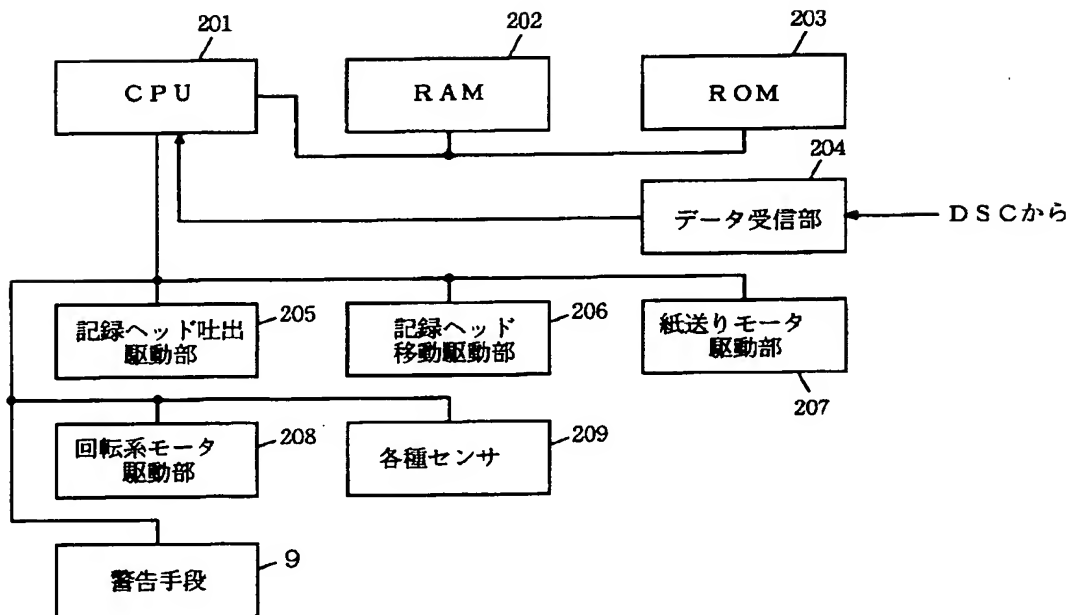 201
202
203
CPU
RAM
ROM
204
データ受信部
DSCから
記録ヘッド吐出
駆動部
205
記録ヘッド
移動駆動部
206
紙送りモータ
駆動部
207
回転系モータ
駆動部
208
各種センサ
209
警告手段
9